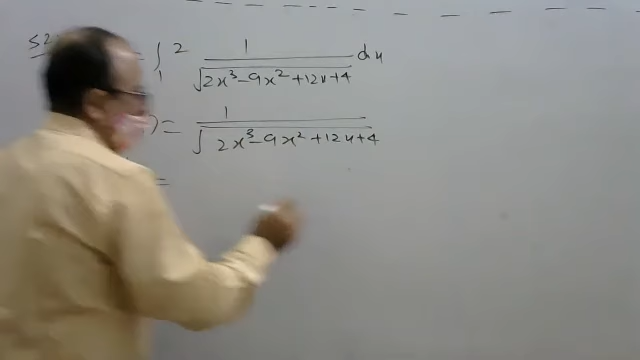 = ∫₁² 1/√(2x³-9x²+12x+4) dx
) = 1/√(2x³-9x²+12x+4)
=